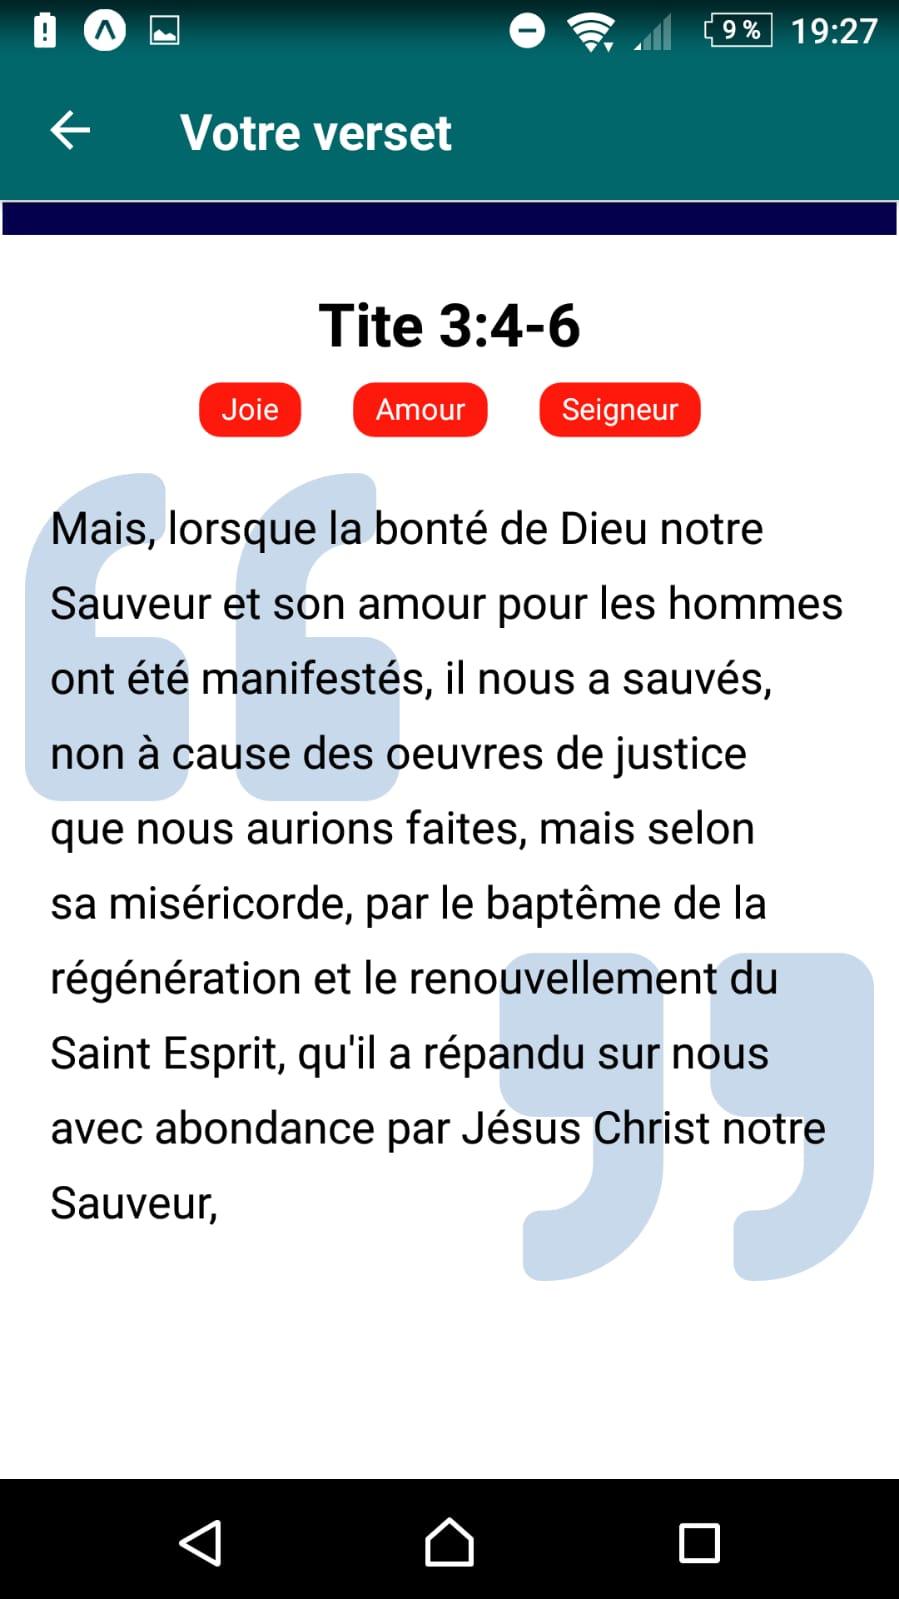 9 %
19:27
Votre verset
Tite 3:4-6
Joie
Amour
Seigneur
Mais, lorsque la bonté de Dieu notre
Sauveur et son amour pour les hommes
ont été manifestés, il nous a sauvés,
non à cause des oeuvres de justice
que nous aurions faites, mais selon
sa miséricorde, par le baptême de la
régénération et le renouvellement du
Saint Esprit, qu'il a répandu sur nous
avec abondance par Jésus Christ notre
Sauveur,